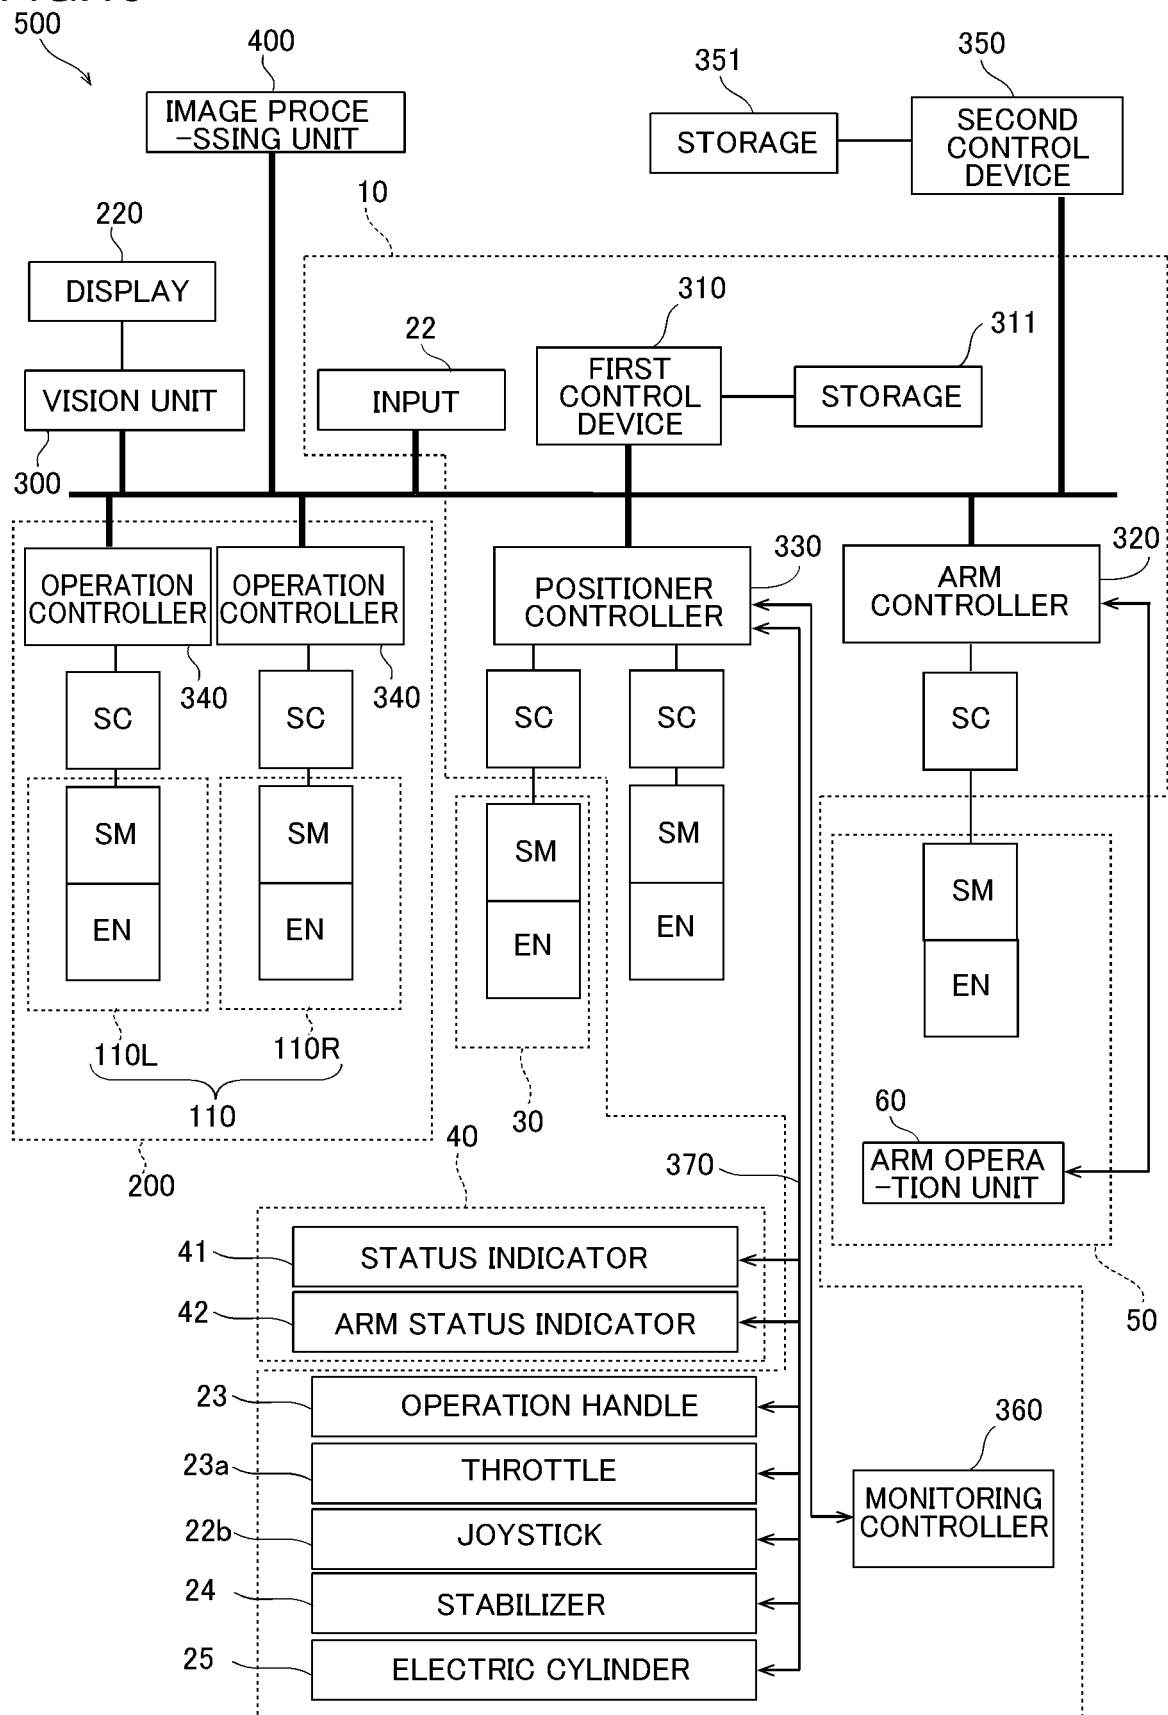 500
400
IMAGE PROCE
-SSING UNIT
351
STORAGE
350
SECOND
CONTROL
DEVICE
10
220
DISPLAY
310
311
22
VISION UNIT
INPUT
FIRST
CONTROL
DEVICE
STORAGE
300
OPERATION
CONTROLLER
OPERATION
CONTROLLER
POSITIONER
CONTROLLER
330
ARM
CONTROLLER
320
340
340
SC
SC
SC
SC
SC
SM
EN
SM
EN
SM
EN
SM
EN
SM
EN
110L
110R
110
200
30
40
370
60
ARM OPERA
-TION UNIT
50
41
STATUS INDICATOR
42
ARM STATUS INDICATOR
23
OPERATION HANDLE
23a
THROTTLE
22b
JOYSTICK
24
STABILIZER
25
ELECTRIC CYLINDER
360
MONITORING
CONTROLLER